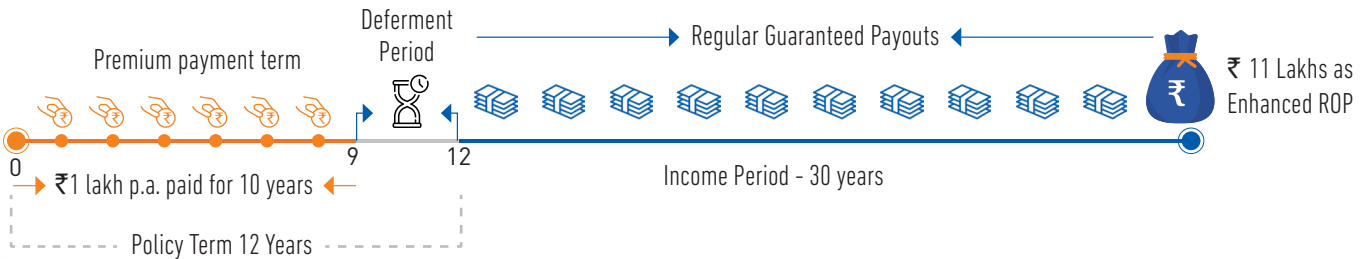 Deferment
Period
Regular Guaranteed Payouts
Premium payment term
₹
₹ 11 Lakhs as
Enhanced ROP
0
9
12
₹1 lakh p.a. paid for 10 years
Income Period - 30 years
Policy Term 12 Years